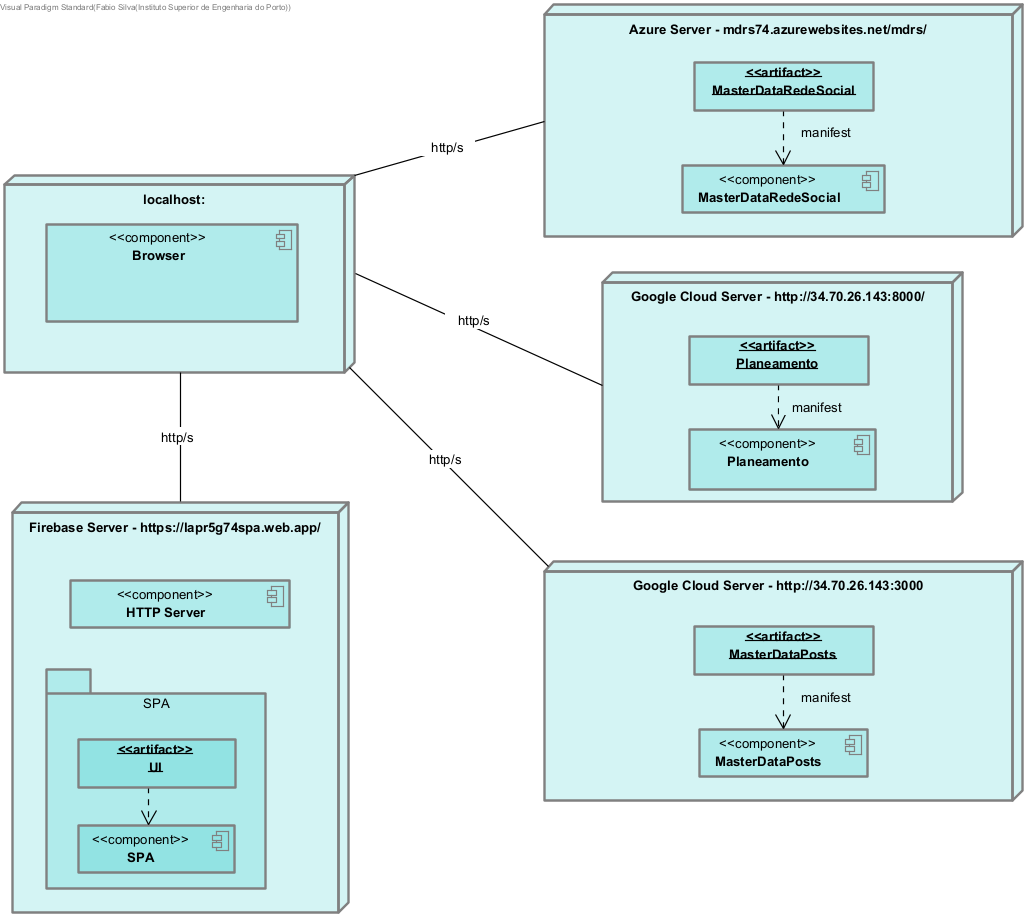 Visual Paradigm Standard(Fabio Silva(Instituto Superior de Engenharia do Porto))
Azure Server - mdrs74.azurewebsites.net/mdrs/
<<artifact>>
MasterDataRedeSocial
manifest
<<component>>
MasterDataRedeSocial
http/s
localhost:
<<component>>
Browser
Google Cloud Server - http://34.70.26.143:8000/
<<artifact>>
Planeamento
manifest
<<component>>
Planeamento
http/s
http/s
http/s
Firebase Server - https://lapr5g74spa.web.app/
<<component>>
HTTP Server
SPA
<<artifact>>
UI
<<component>>
SPA
Google Cloud Server - http://34.70.26.143:3000
<<artifact>>
MasterDataPosts
manifest
<<component>>
MasterDataPosts